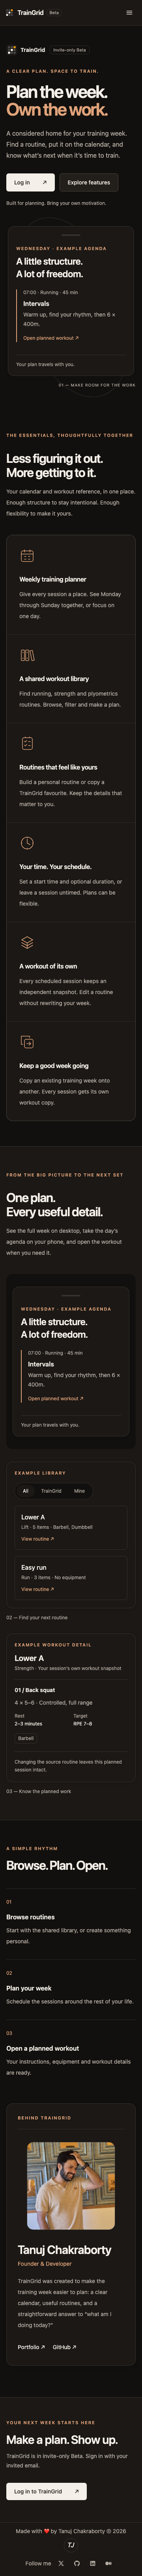 TrainGrid Beta
TrainGrid Invite-only Beta
A CLEAR PLAN. SPACE TO TRAIN.
Plan the week.
Own the work.
A considered home for your training week.
Find a routine, put it on the calendar, and
know what's next when it's time to train.
Log in ↗ Explore features
Built for planning. Bring your own motivation.
WEDNESDAY · EXAMPLE AGENDA
A little structure.
A lot of freedom.
07:00 · Running · 45 min
Intervals
Warm up, find your rhythm, then 6 ×
400m.
Open planned workout ↗
Your plan travels with you.
01 — MAKE ROOM FOR THE WORK
THE ESSENTIALS, THOUGHTFULLY TOGETHER
Less figuring it out.
More getting to it.
Your calendar and workout reference, in one place.
Enough structure to stay intentional. Enough
flexibility to make it yours.
Weekly training planner
Give every session a place. See Monday
through Sunday together, or focus on
one day.
A shared workout library
Find running, strength and plyometrics
routines. Browse, filter and make a plan.
Routines that feel like yours
Build a personal routine or copy a
TrainGrid favourite. Keep the details that
matter to you.
Your time. Your schedule.
Set a start time and optional duration, or
leave a session untimed. Plans can be
flexible.
A workout of its own
Every scheduled session keeps an
independent snapshot. Edit a routine
without rewriting your week.
Keep a good week going
Copy an existing training week onto
another. Every session gets its own
workout copy.
FROM THE BIG PICTURE TO THE NEXT SET
One plan.
Every useful detail.
See the full week on desktop, take the day's
agenda on your phone, and open the workout
when you need it.
WEDNESDAY · EXAMPLE AGENDA
A little structure.
A lot of freedom.
07:00 · Running · 45 min
Intervals
Warm up, find your rhythm, then 6 ×
400m.
Open planned workout ↗
Your plan travels with you.
EXAMPLE LIBRARY
All TrainGrid Mine
Lower A
Lift · 5 items · Barbell, Dumbbell
View routine ↗
Easy run
Run · 3 items · No equipment
View routine ↗
02 — Find your next routine
EXAMPLE WORKOUT DETAIL
Lower A
Strength · Your session's own workout snapshot
01 / Back squat
4 × 5–6 · Controlled, full range
Rest Target
2–3 minutes RPE 7–8
Barbell
Changing the source routine leaves this planned
session intact.
03 — Know the planned work
A SIMPLE RHYTHM
Browse. Plan. Open.
01
Browse routines
Start with the shared library, or create something
personal.
02
Plan your week
Schedule the sessions around the rest of your life.
03
Open a planned workout
Your instructions, equipment and workout details
are ready.
BEHIND TRAINGRID
Tanuj Chakraborty
Founder & Developer
TrainGrid was created to make the
training week easier to plan: a clear
calendar, useful routines, and a
straightforward answer to "what am I
doing today?"
Portfolio ↗ GitHub ↗
YOUR NEXT WEEK STARTS HERE
Make a plan. Show up.
TrainGrid is in invite-only Beta. Sign in with your
invited email.
Log in to TrainGrid ↗
Made with ❤️ by Tanuj Chakraborty © 2026
TJ
Follow me